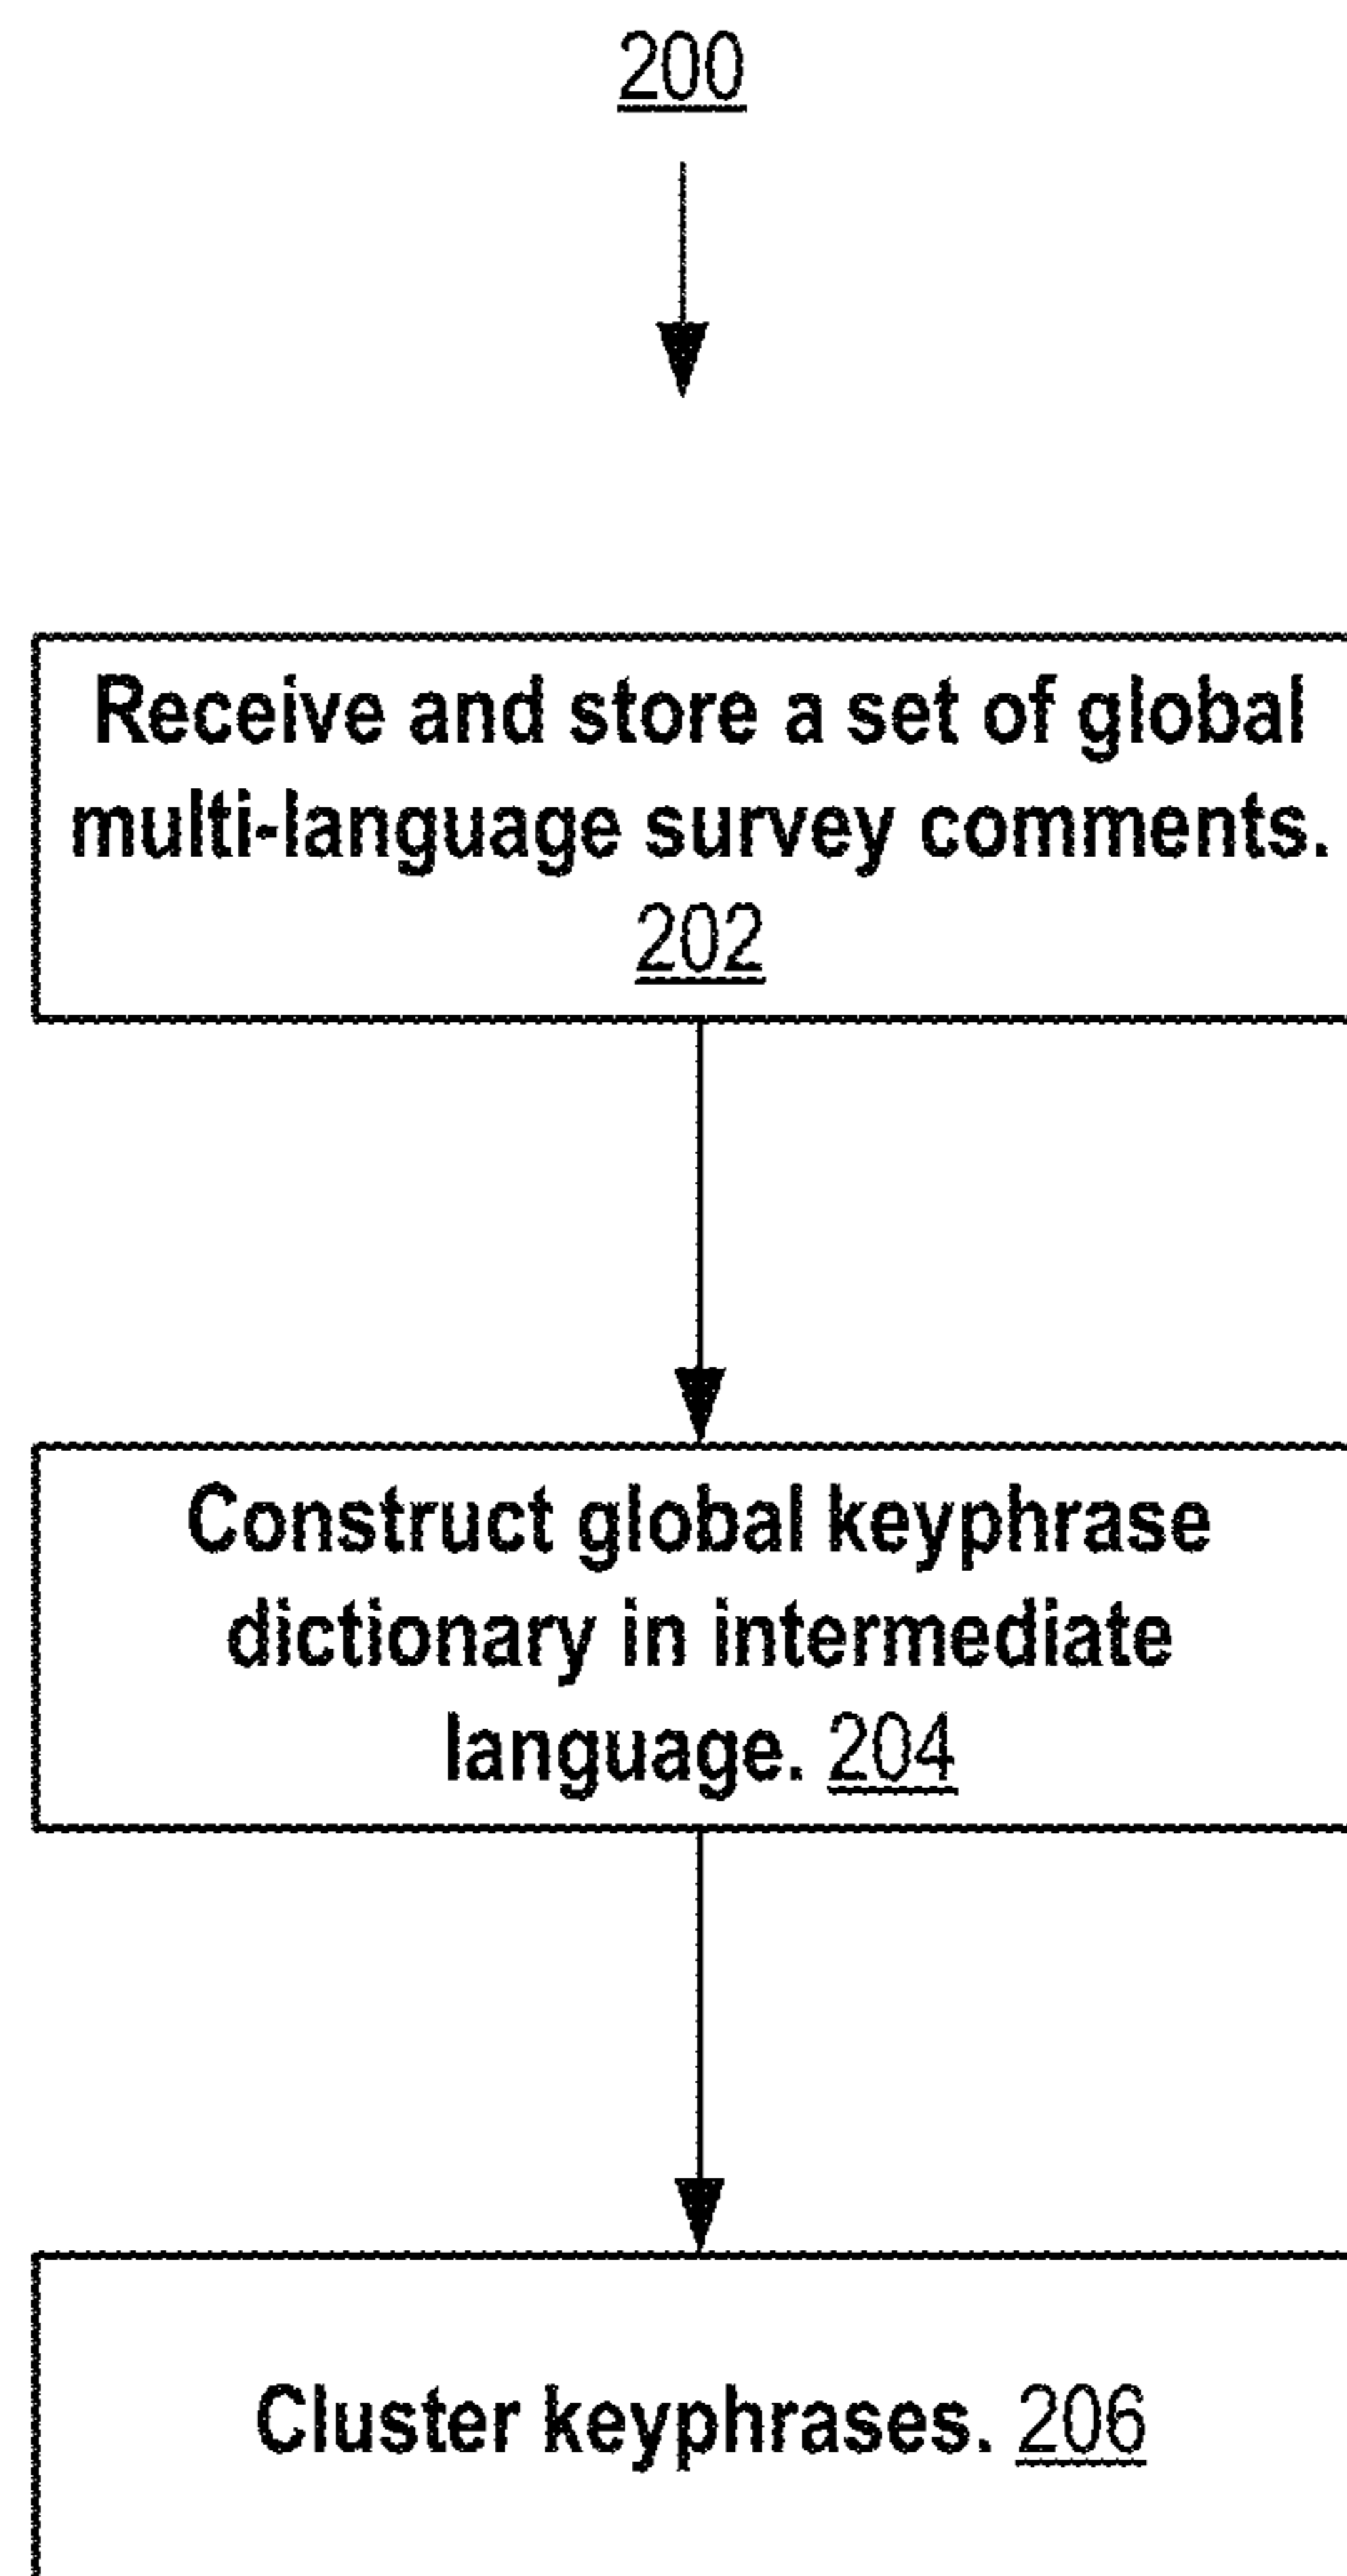 200
Receive and store a set of global
multi-language survey comments.
202
Construct global keyphrase
dictionary in intermediate
language. 204
Cluster keyphrases. 206